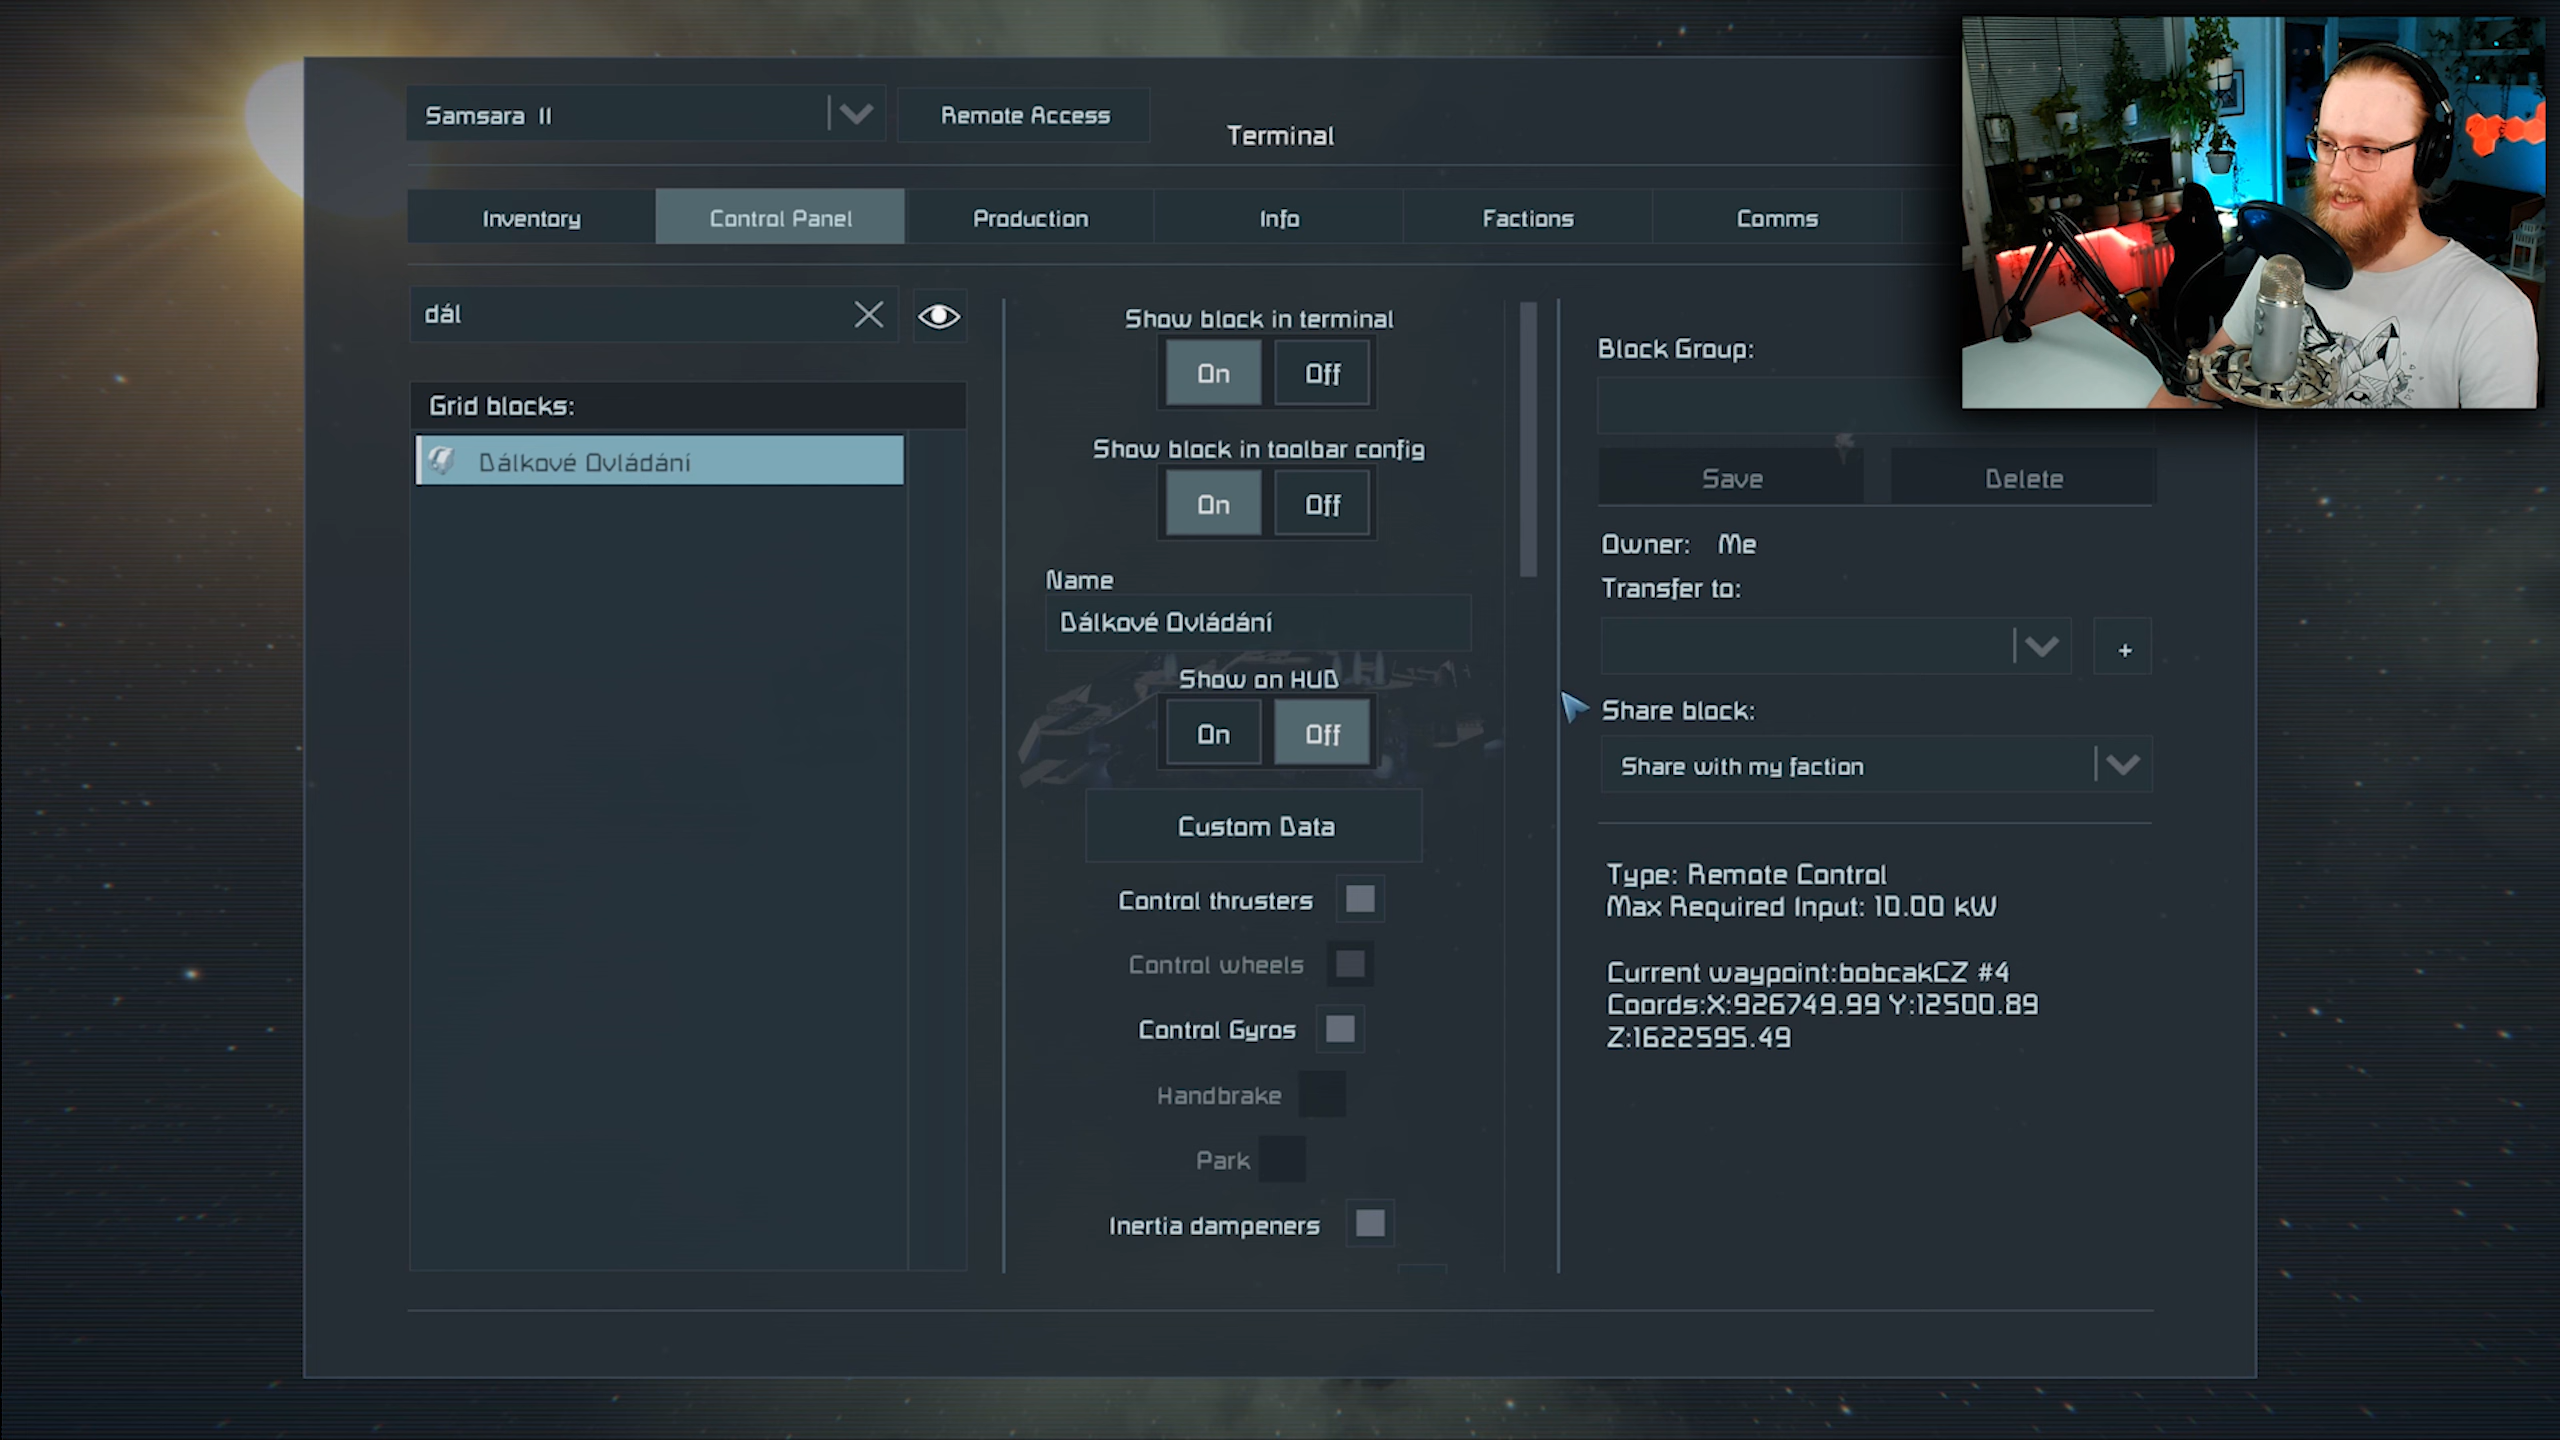 Samsara II
Remote Access
Terminal
Inventory
Control Panel
Production
Info
Factions
Comms
dál
Grid blocks:
Dálkové Ovládání
Show block in terminal
On
Off
Show block in toolbar config
On
Off
Name
Dálkové Ovládání
Show on HUD
On
Off
Custom Data
Control thrusters
Control wheels
Control Gyros
Handbrake
Park
Inertia dampeners
Block Group:
Save
Delete
Owner: Me
Transfer to:
+
Share block:
Share with my faction
Type: Remote Control
Max Required Input: 10.00 kW
Current waypoint:bobcakCZ #4
Coords:X:926749.99 Y:12500.89
Z:1622595.49